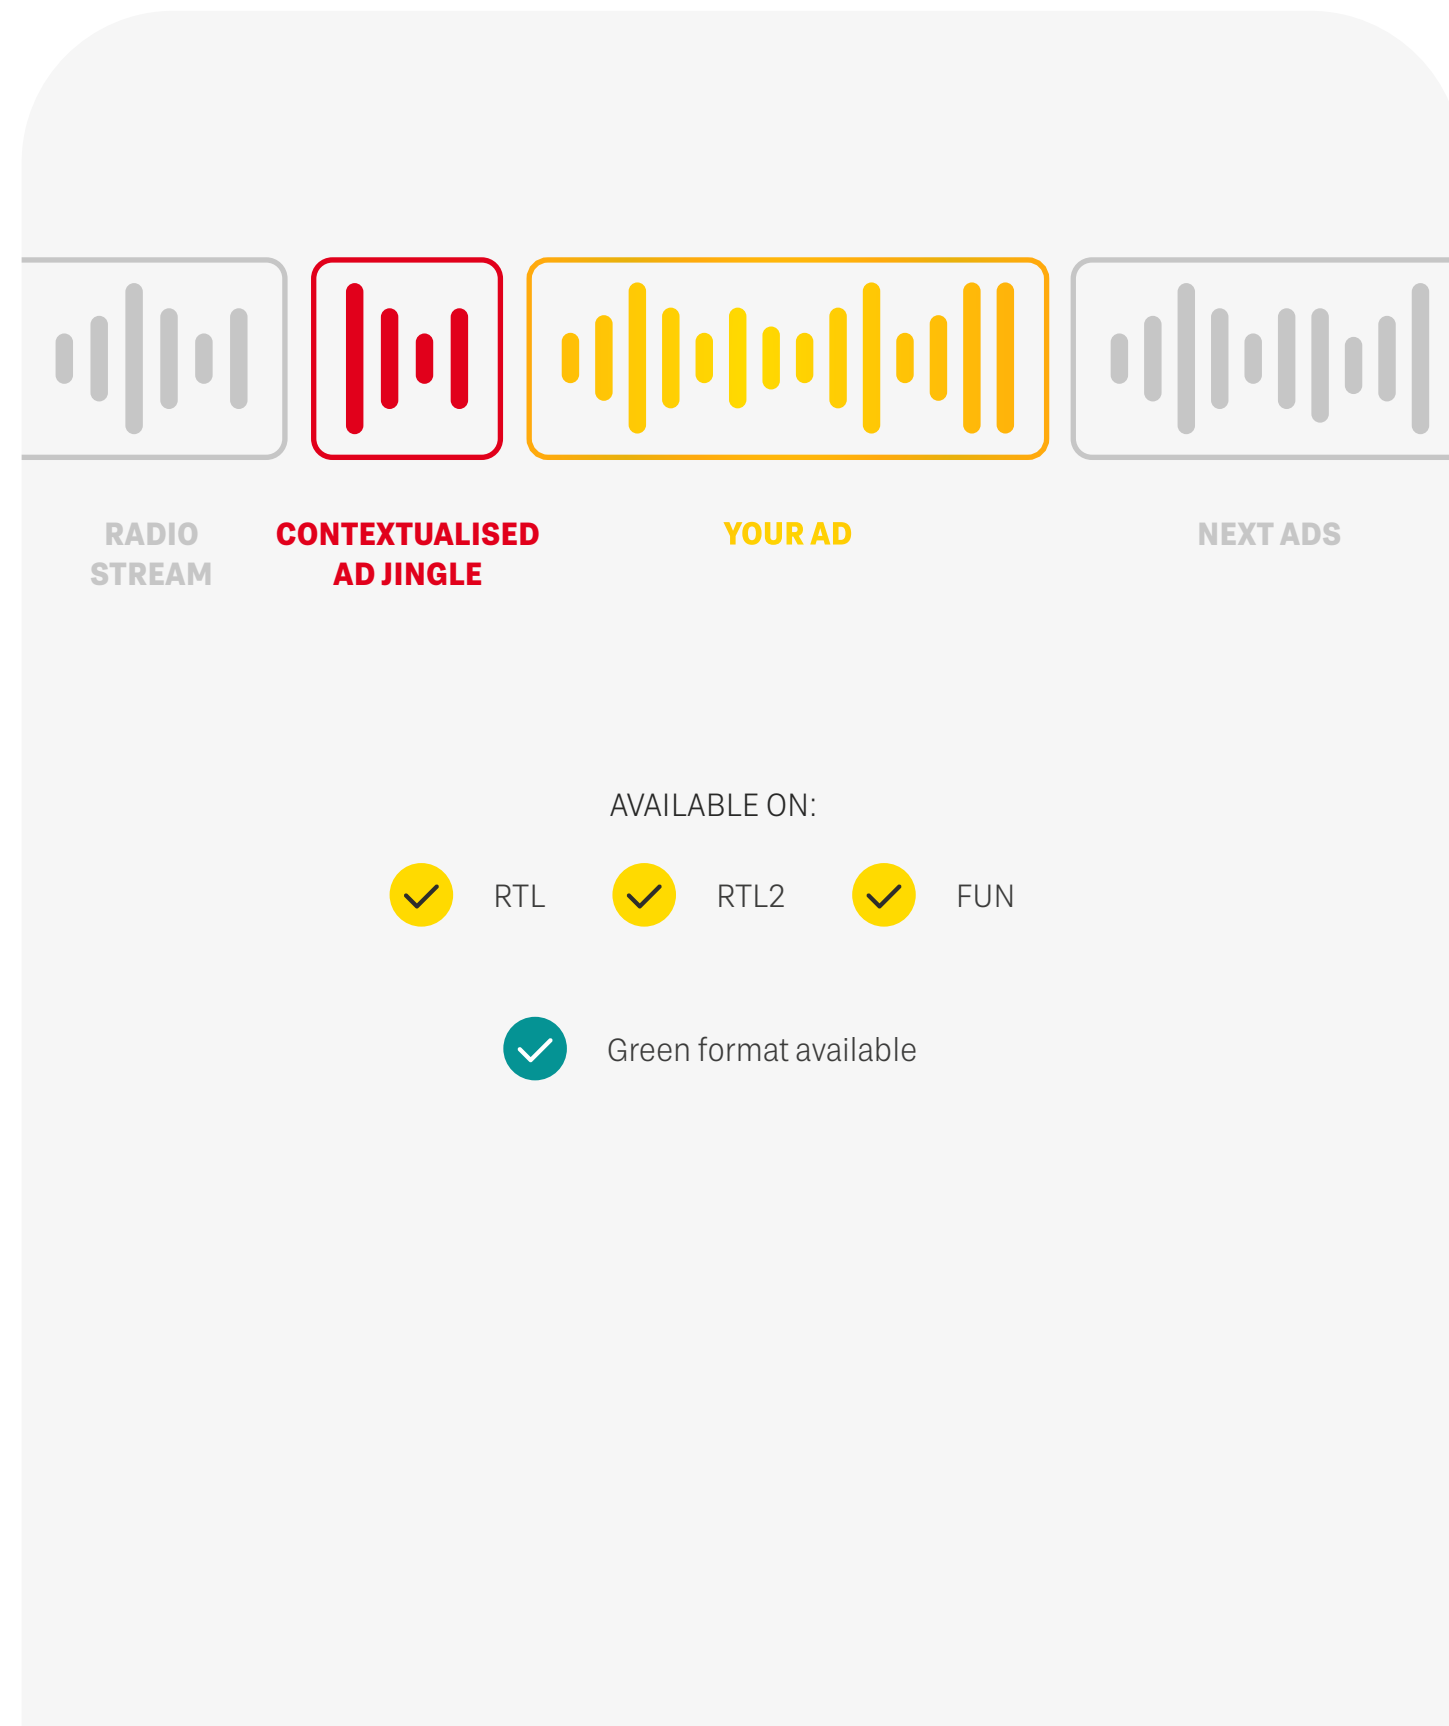 RADIO
STREAM
CONTEXTUALISED
AD JINGLE
YOUR AD
NEXT ADS
AVAILABLE ON:
RTL
RTL2
FUN
Green format available